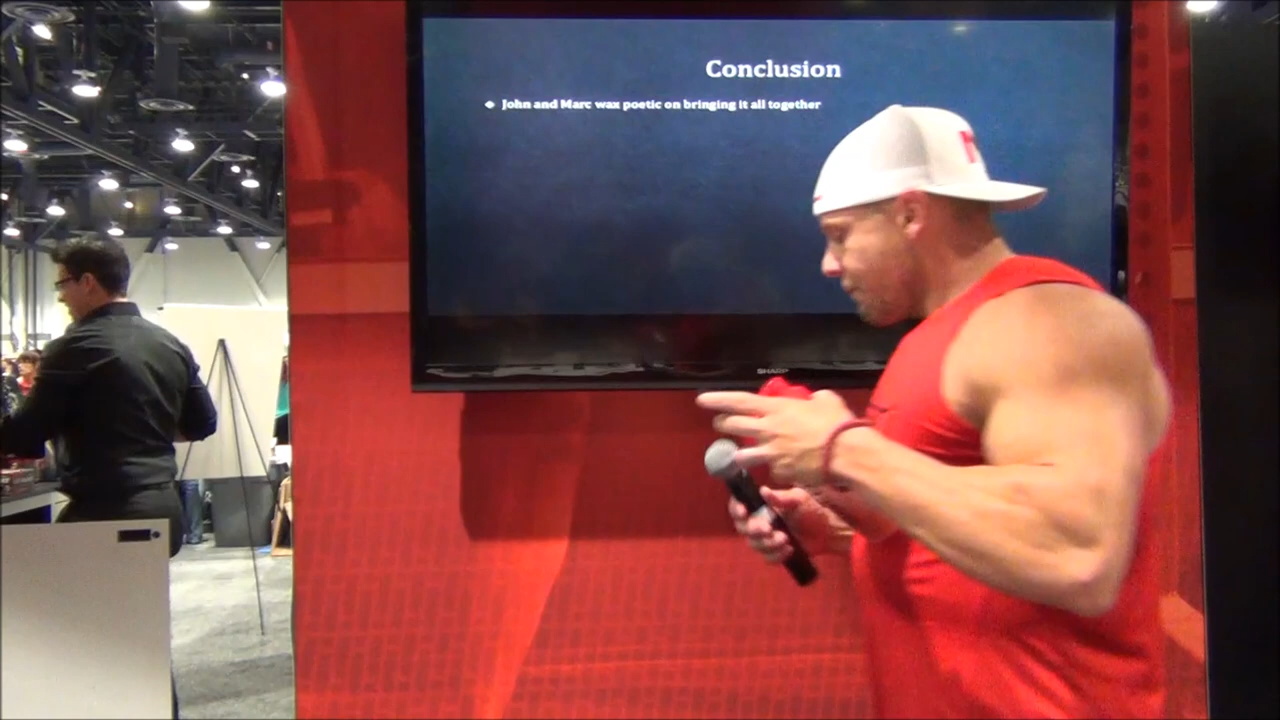 Conclusion
John and Marc wax poetic on bringing it all together
SHARP